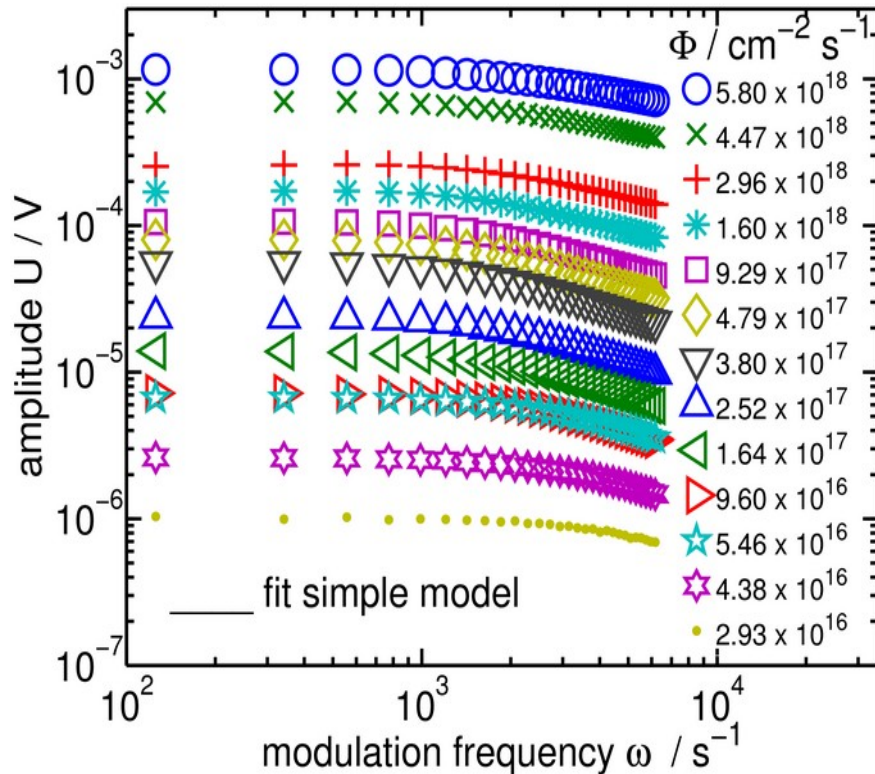 Φ / cm⁻² s⁻¹
5.80 x 10¹⁸
4.47 x 10¹⁸
2.96 x 10¹⁸
1.60 x 10¹⁸
9.29 x 10¹⁷
4.79 x 10¹⁷
3.80 x 10¹⁷
2.52 x 10¹⁷
1.64 x 10¹⁷
9.60 x 10¹⁶
5.46 x 10¹⁶
4.38 x 10¹⁶
2.93 x 10¹⁶
amplitude U / V
10⁻³
10⁻⁴
10⁻⁵
10⁻⁶
10⁻⁷
fit simple model
10² 10³ 10⁴
modulation frequency ω / s⁻¹